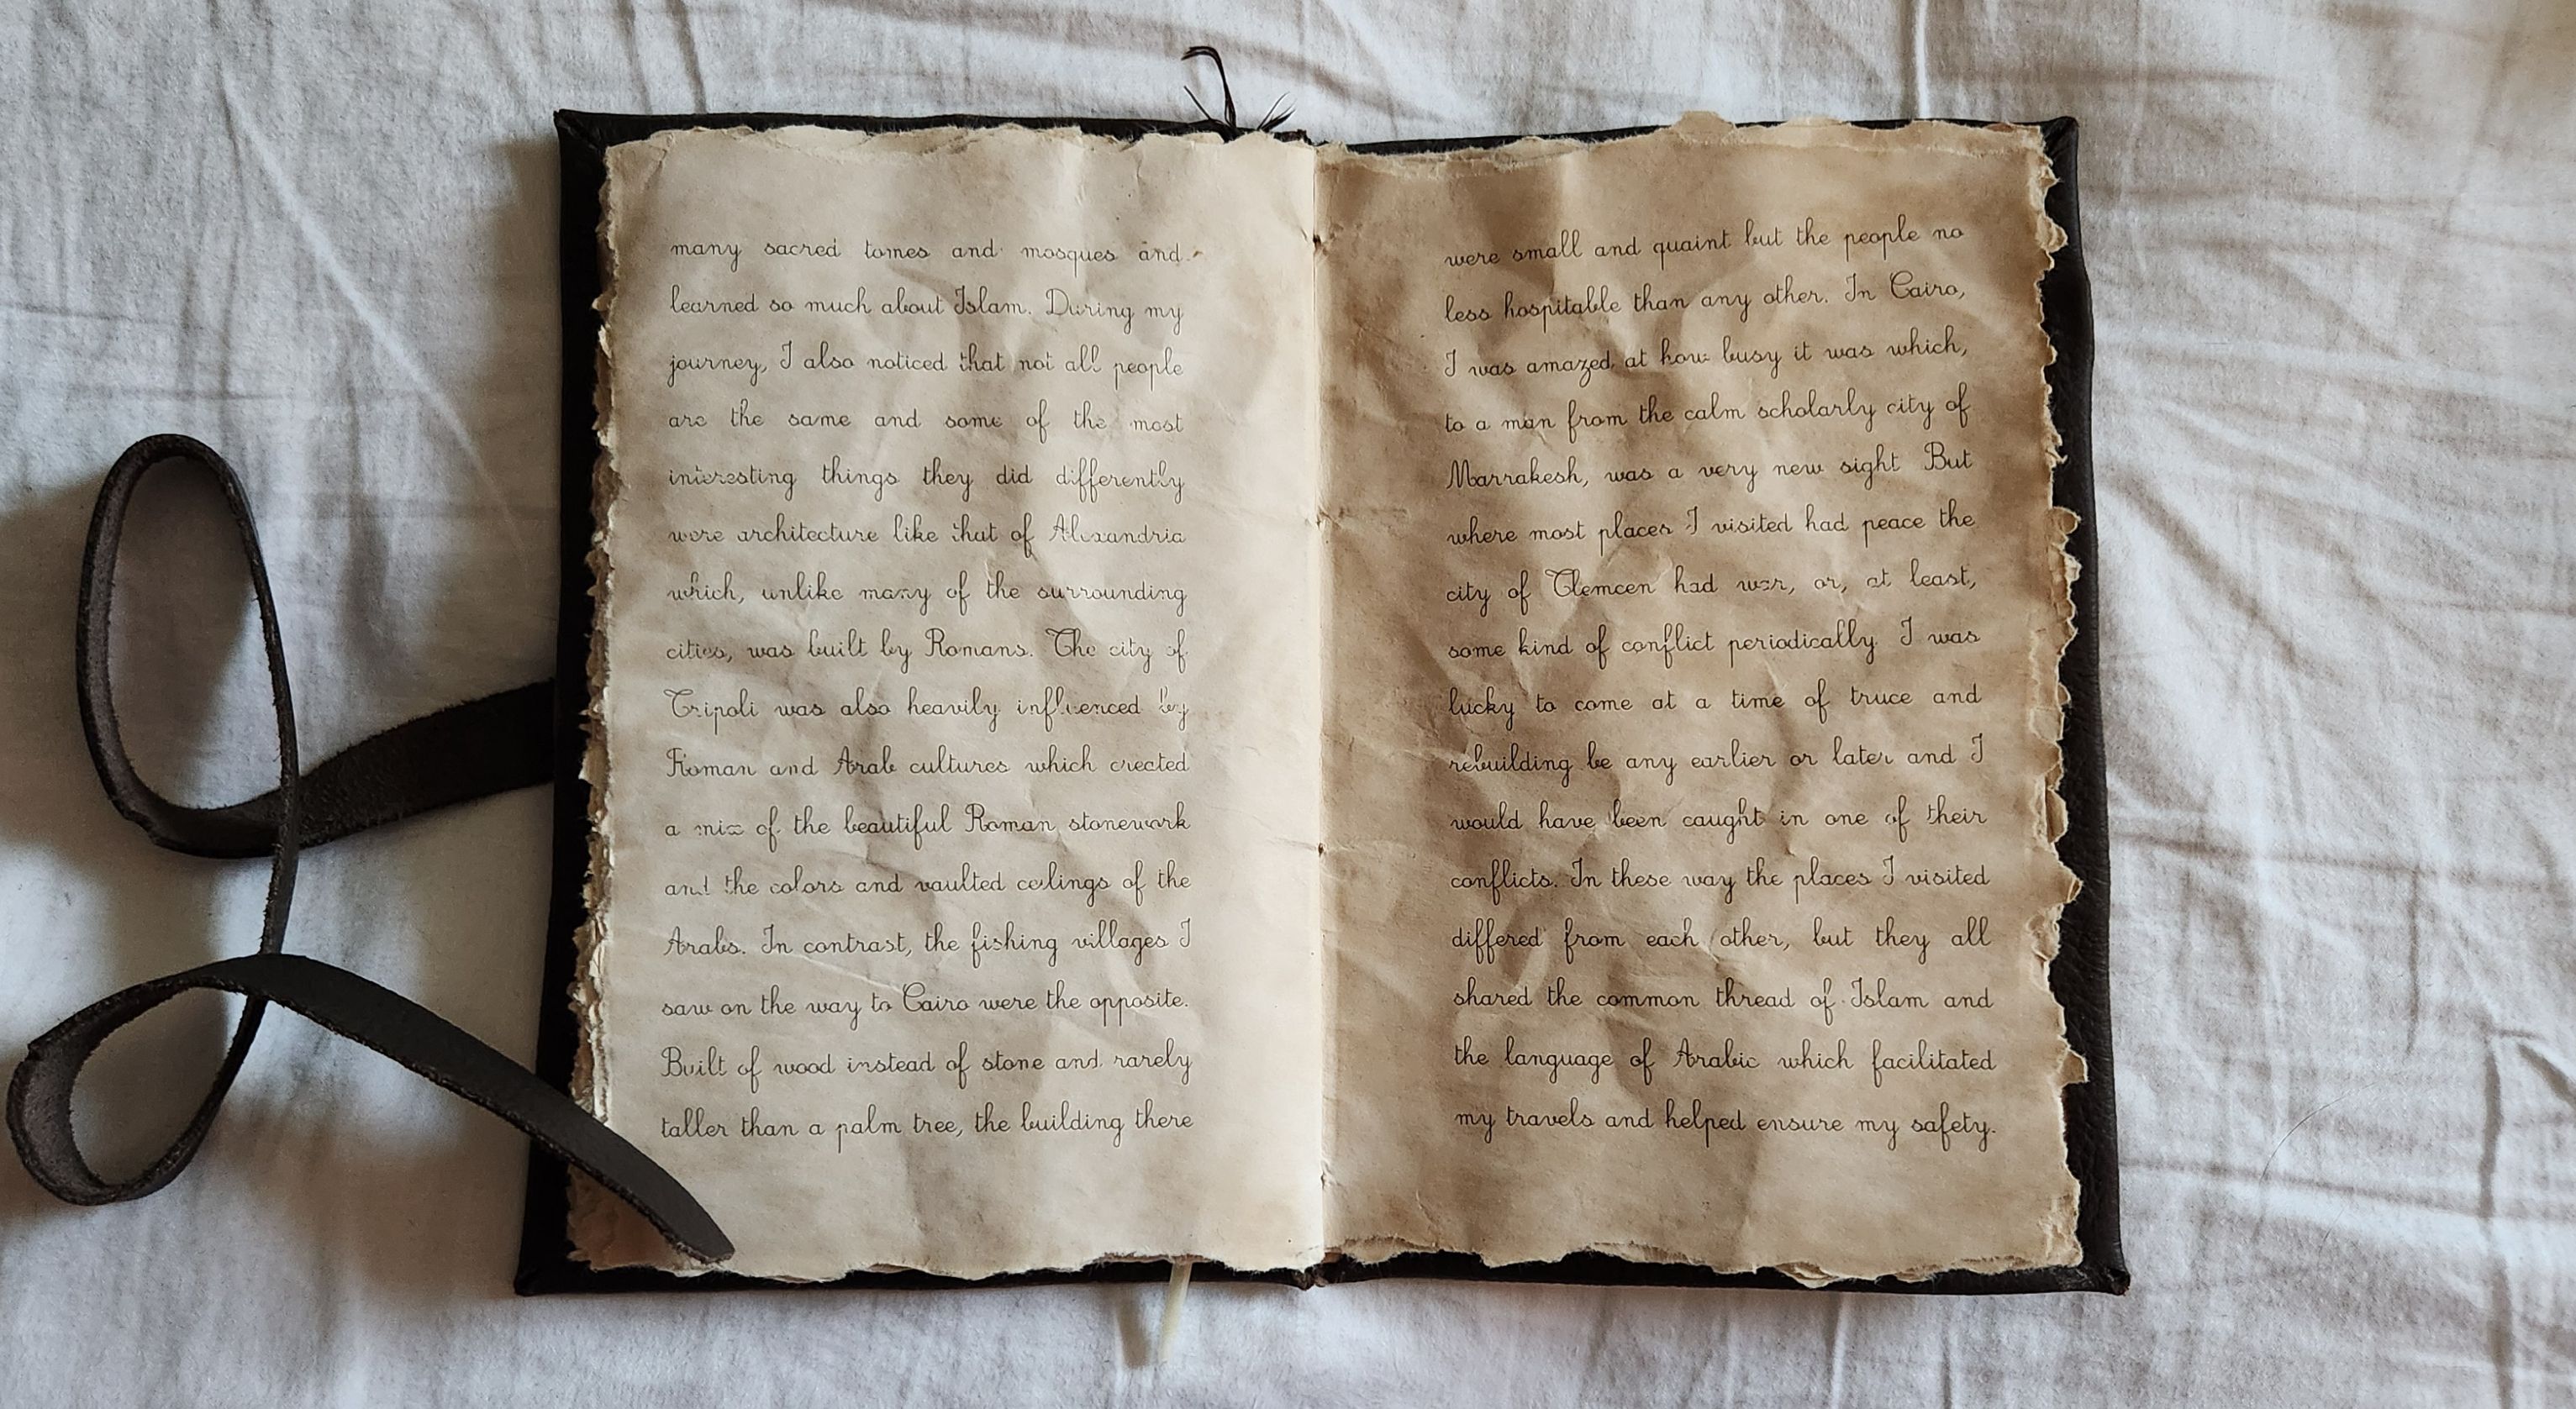 many sacred tomes and mosques and
learned so much about Islam. During my
journey, I also noticed that not all people
are the same and some of the most
interesting things they did differently
were architecture like that of Alexandria
which, unlike many of the surrounding
cities, was built by Romans. The city of
Tripoli was also heavily influenced by
Roman and Arab cultures which created
a mix of the beautiful Roman stonework
and the colors and vaulted ceilings of the
Arabs. In contrast, the fishing villages I
saw on the way to Cairo were the opposite.
Built of wood instead of stone and rarely
taller than a palm tree, the building there
were small and quaint but the people no
less hospitable than any other. In Cairo,
I was amazed at how busy it was which,
to a man from the calm scholarly city of
Marrakesh, was a very new sight But
where most places I visited had peace the
city of Tlemcen had war, or, at least,
some kind of conflict periodically I was
lucky to come at a time of truce and
rebuilding be any earlier or later and I
would have been caught in one of their
conflicts. In these way the places I visited
differed from each other, but they all
shared the common thread of Islam and
the language of Arabic which facilitated
my travels and helped ensure my safety.